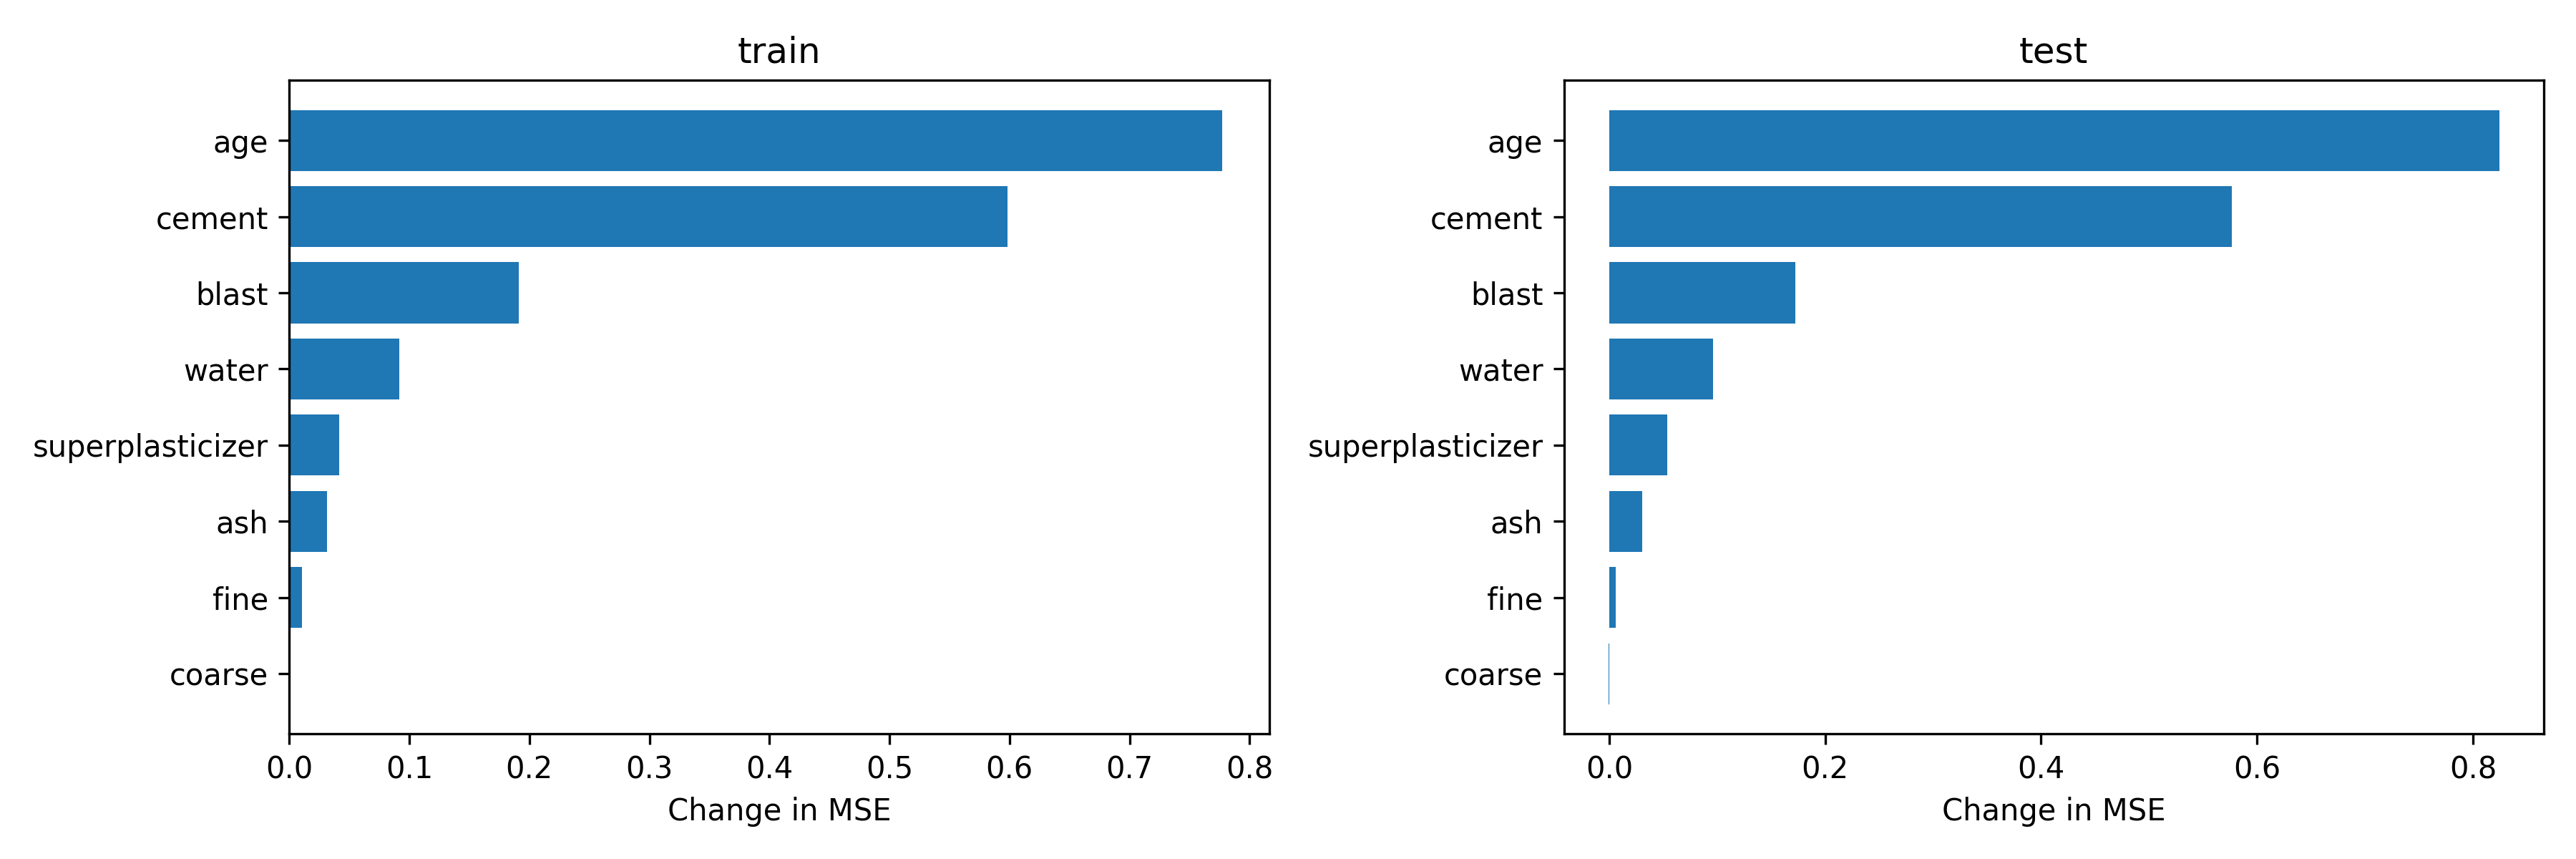 train
age
cement
blast
water
superplasticizer
ash
fine
coarse
0.0 0.1 0.2 0.3 0.4 0.5 0.6 0.7 0.8
Change in MSE
test
age
cement
blast
water
superplasticizer
ash
fine
coarse
0.0 0.2 0.4 0.6 0.8
Change in MSE